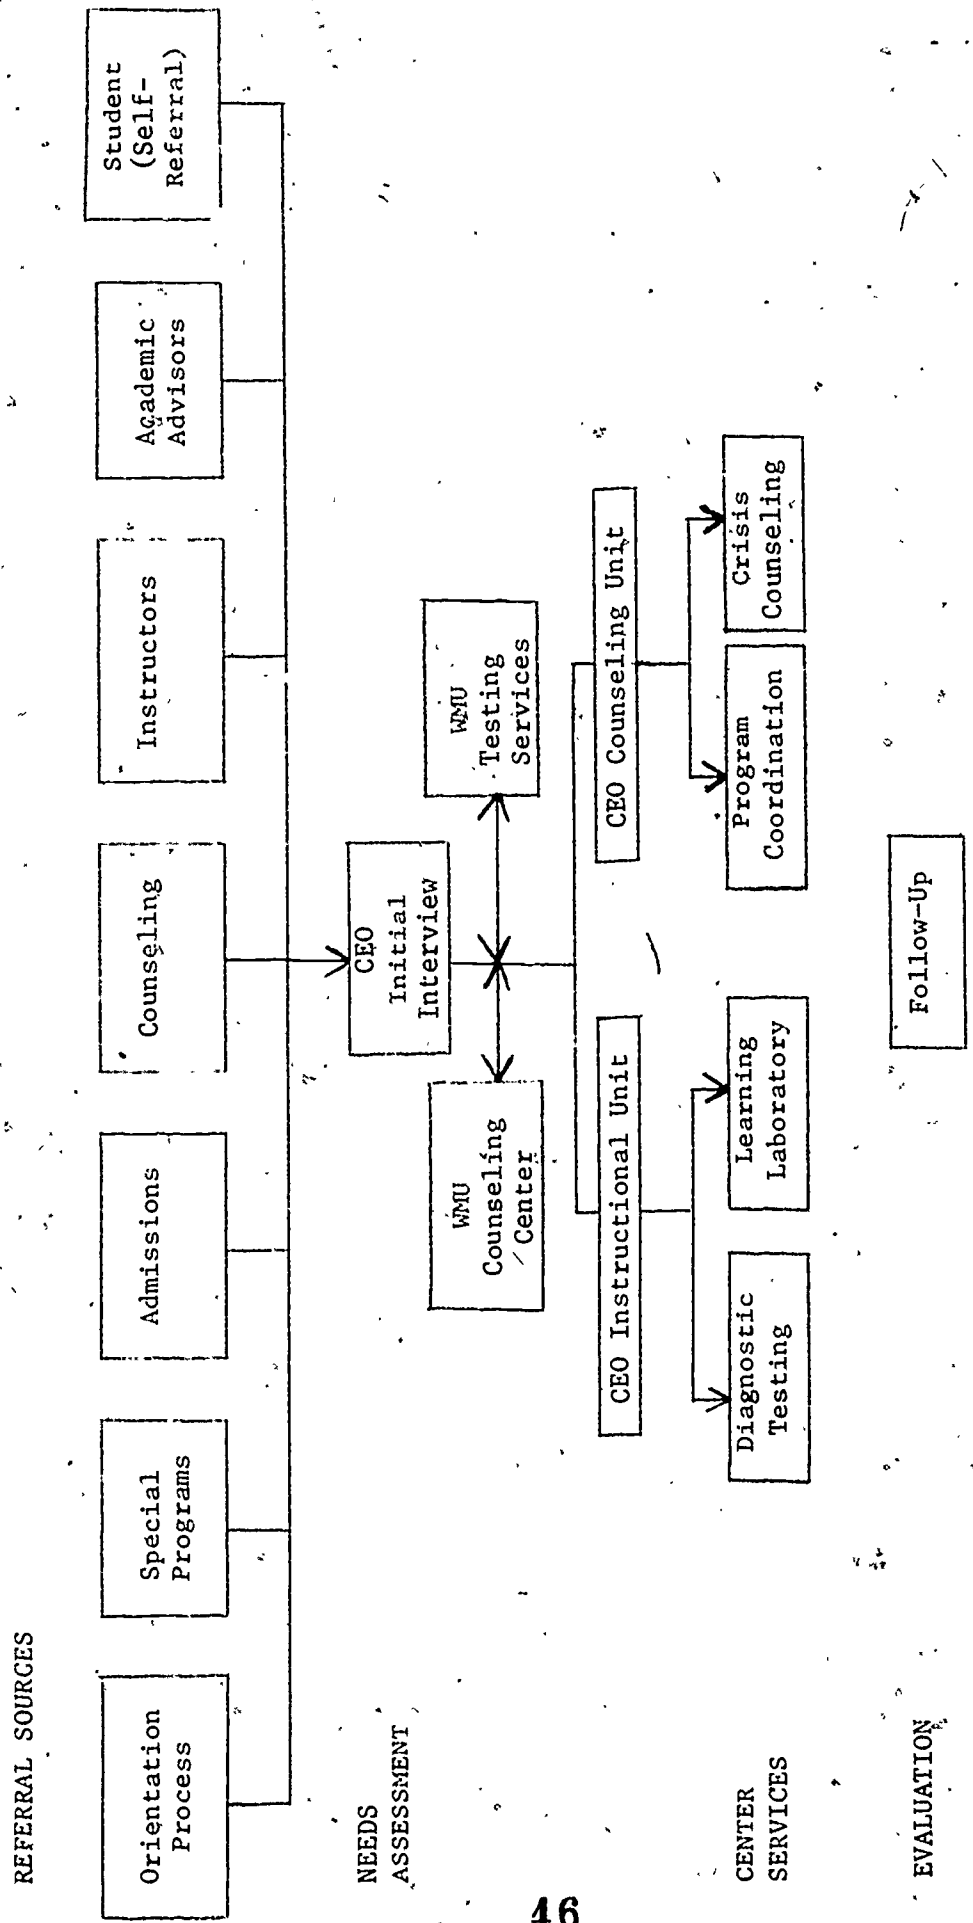 REFERRAL SOURCES
Orientation
Process
Special
Programs
Admissions
Counseling
Instructors
Academic
Advisors
Student
(Self-
Referral)
NEEDS
ASSESSMENT
CEO
Initial
Interview
WMU
Counseling
Center
WMU
Testing
Services
CEO Instructional Unit
CEO Counseling Unit
CENTER
SERVICES
Diagnostic
Testing
Learning
Laboratory
Program
Coordination
Crisis
Counseling
EVALUATION
Follow-Up
16